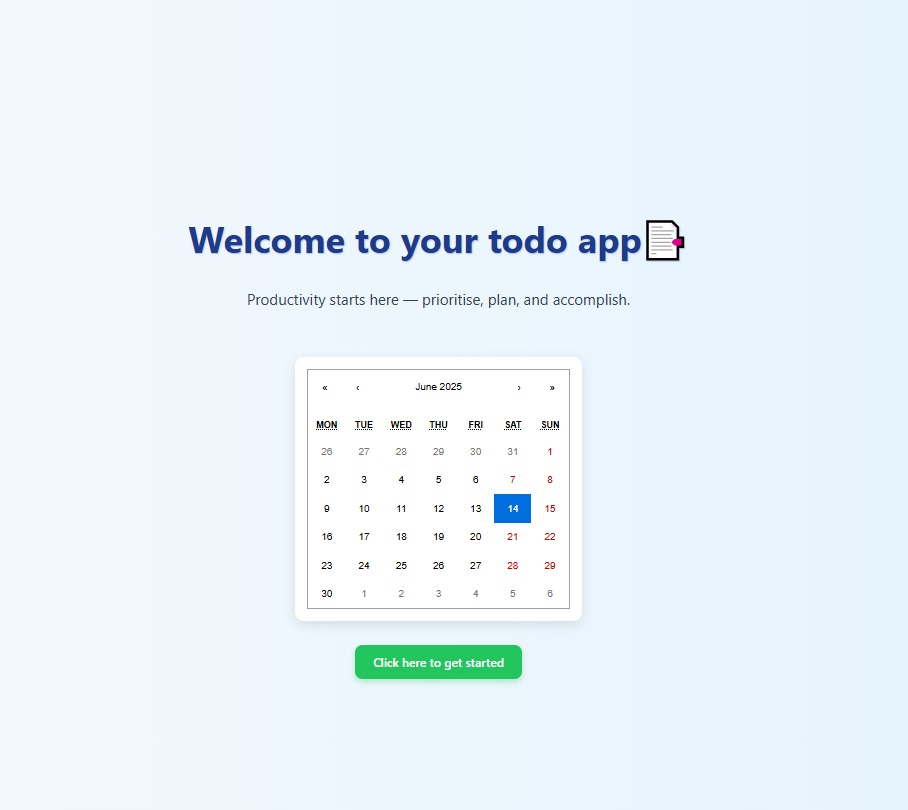 Welcome to your todo app
Productivity starts here — prioritise, plan, and accomplish.
« ‹ June 2025 › »
MON TUE WED THU FRI SAT SUN
26 27 28 29 30 31 1
2 3 4 5 6 7 8
9 10 11 12 13 14 15
16 17 18 19 20 21 22
23 24 25 26 27 28 29
30 1 2 3 4 5 6
Click here to get started